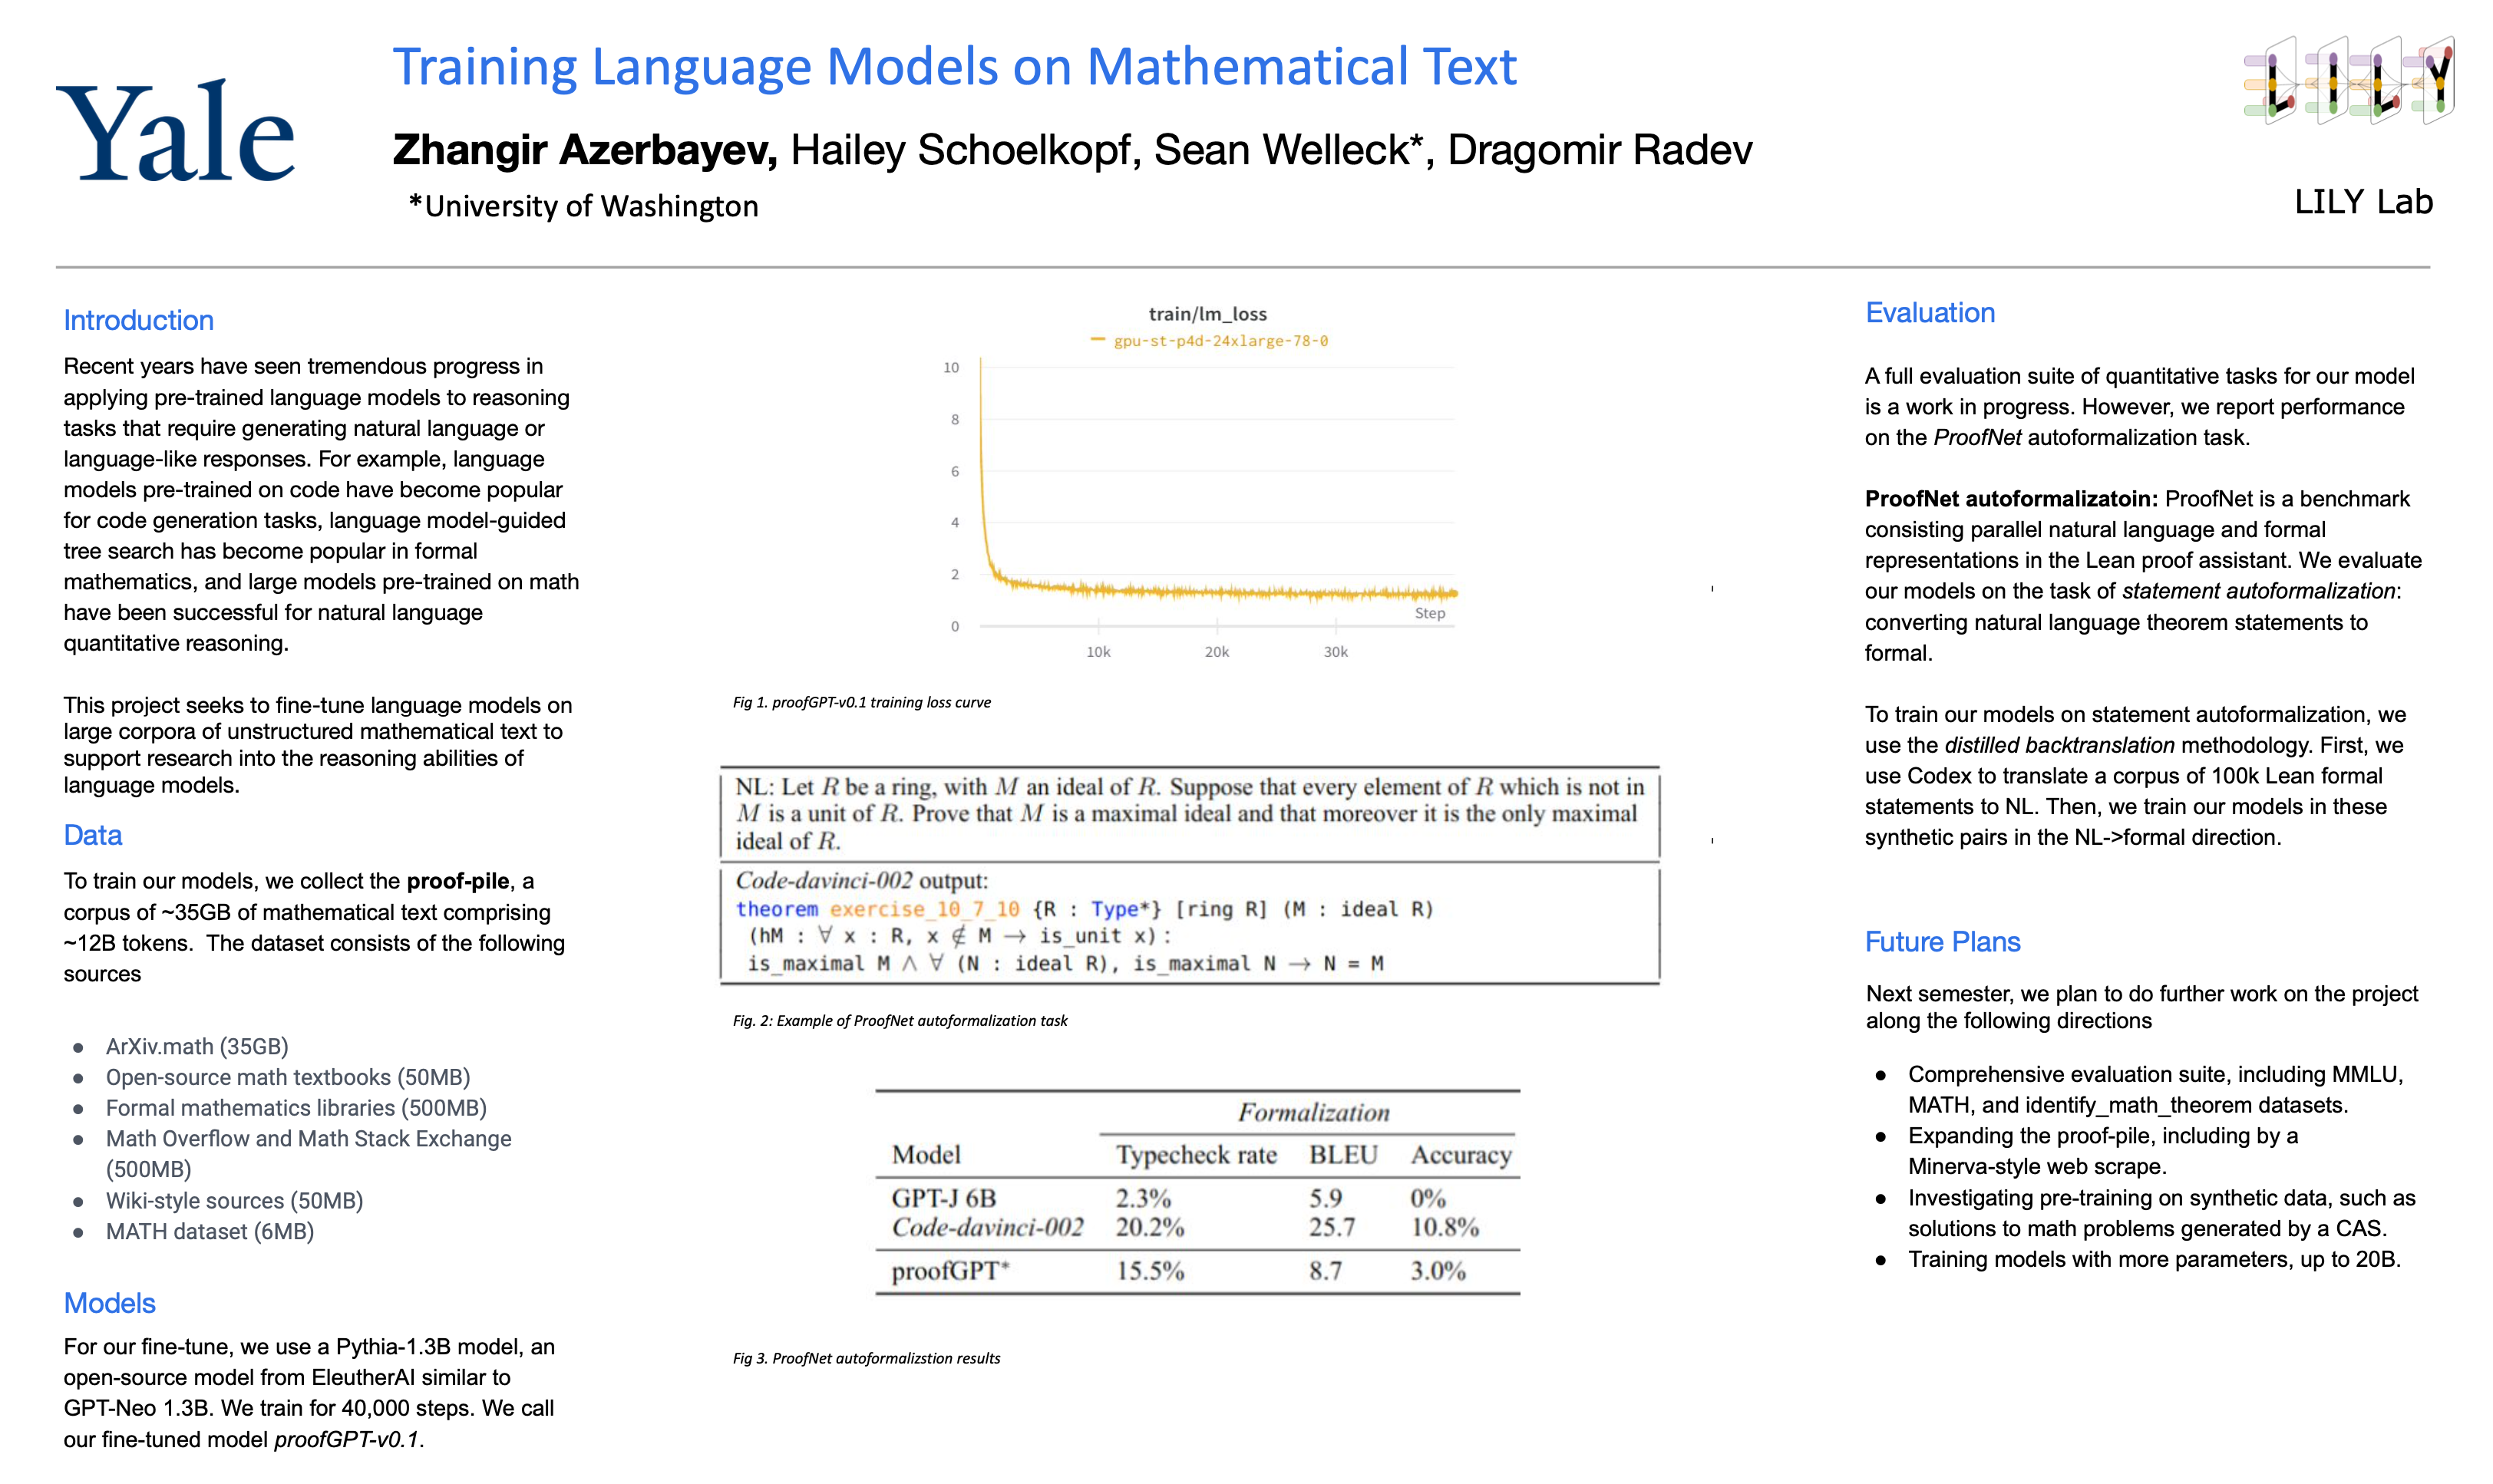 Yale
Training Language Models on Mathematical Text
Zhangir Azerbayev, Hailey Schoelkopf, Sean Welleck*, Dragomir Radev
*University of Washington
LILY
LILY Lab
Introduction
Recent years have seen tremendous progress in
applying pre-trained language models to reasoning
tasks that require generating natural language or
language-like responses. For example, language
models pre-trained on code have become popular
for code generation tasks, language model-guided
tree search has become popular in formal
mathematics, and large models pre-trained on math
have been successful for natural language
quantitative reasoning.
This project seeks to fine-tune language models on
large corpora of unstructured mathematical text to
support research into the reasoning abilities of
language models.
Data
To train our models, we collect the proof-pile, a
corpus of ~35GB of mathematical text comprising
~12B tokens.  The dataset consists of the following
sources
● ArXiv.math (35GB)
● Open-source math textbooks (50MB)
● Formal mathematics libraries (500MB)
● Math Overflow and Math Stack Exchange
(500MB)
● Wiki-style sources (50MB)
● MATH dataset (6MB)
Models
For our fine-tune, we use a Pythia-1.3B model, an
open-source model from EleutherAI similar to
GPT-Neo 1.3B. We train for 40,000 steps. We call
our fine-tuned model proofGPT-v0.1.
train/lm_loss
gpu-st-p4d-24xlarge-78-0
10
8
6
4
2
0
Step
10k 20k 30k
Fig 1. proofGPT-v0.1 training loss curve
NL: Let R be a ring, with M an ideal of R. Suppose that every element of R which is not in
M is a unit of R. Prove that M is a maximal ideal and that moreover it is the only maximal
ideal of R.
Code-davinci-002 output:
theorem exercise_10_7_10 {R : Type*} [ring R] (M : ideal R)
(hM : ∀ x : R, x ∉ M → is_unit x) :
is_maximal M ∧ ∀ (N : ideal R), is_maximal N → N = M
Fig. 2: Example of ProofNet autoformalization task
Formalization
Model Typecheck rate BLEU Accuracy
GPT-J 6B 2.3% 5.9 0%
Code-davinci-002 20.2% 25.7 10.8%
proofGPT* 15.5% 8.7 3.0%
Fig 3. ProofNet autoformalizstion results
Evaluation
A full evaluation suite of quantitative tasks for our model
is a work in progress. However, we report performance
on the ProofNet autoformalization task.
ProofNet autoformalizatoin: ProofNet is a benchmark
consisting parallel natural language and formal
representations in the Lean proof assistant. We evaluate
our models on the task of statement autoformalization:
converting natural language theorem statements to
formal.
To train our models on statement autoformalization, we
use the distilled backtranslation methodology. First, we
use Codex to translate a corpus of 100k Lean formal
statements to NL. Then, we train our models in these
synthetic pairs in the NL->formal direction.
Future Plans
Next semester, we plan to do further work on the project
along the following directions
● Comprehensive evaluation suite, including MMLU,
MATH, and identify_math_theorem datasets.
● Expanding the proof-pile, including by a
Minerva-style web scrape.
● Investigating pre-training on synthetic data, such as
solutions to math problems generated by a CAS.
● Training models with more parameters, up to 20B.